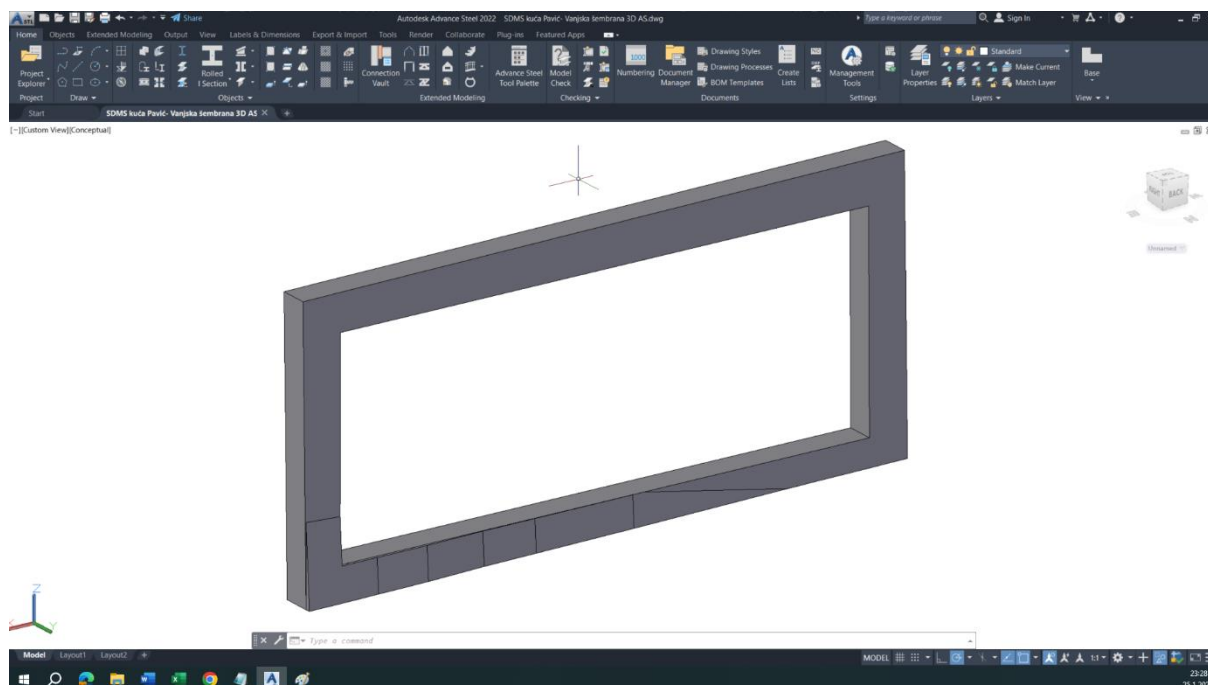 Share
Autodesk Advance Steel 2022 SDMS kuća Pavić- Vanjska šembrana 3D AS.dwg
Type a keyword or phrase
Sign In
Home Objects Extended Modeling Output View Labels & Dimensions Export & Import Tools Render Collaborate Plug-ins Featured Apps
Project Explorer
Rolled I Section
Connection Vault
Advance Steel Tool Palette
Model Check
1000
Numbering
Document Manager
Drawing Styles
Drawing Processes
BOM Templates
Create Lists
Management Tools
Layer Properties
Standard
Make Current
Match Layer
Base
Project Draw Objects Extended Modeling Checking Documents Settings Layers View
Start SDMS kuća Pavić- Vanjska šembrana 3D AS
[−][Custom View][Conceptual]
RIGHT BACK
Unnamed
Z
Y
Type a command
Model Layout1 Layout2
MODEL 1:1
23:28